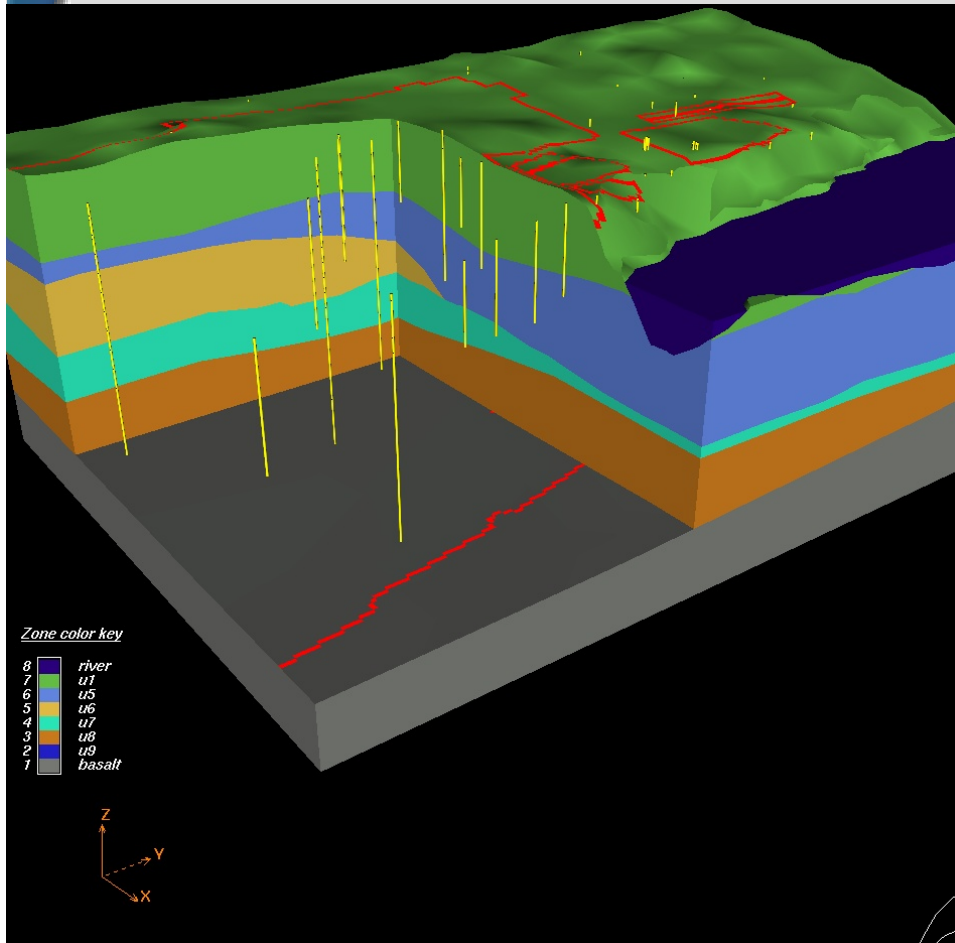 Zone color key
8 river
7 u1
6 u5
5 u6
4 u7
3 u8
2 u9
1 basalt
Z
Y
X